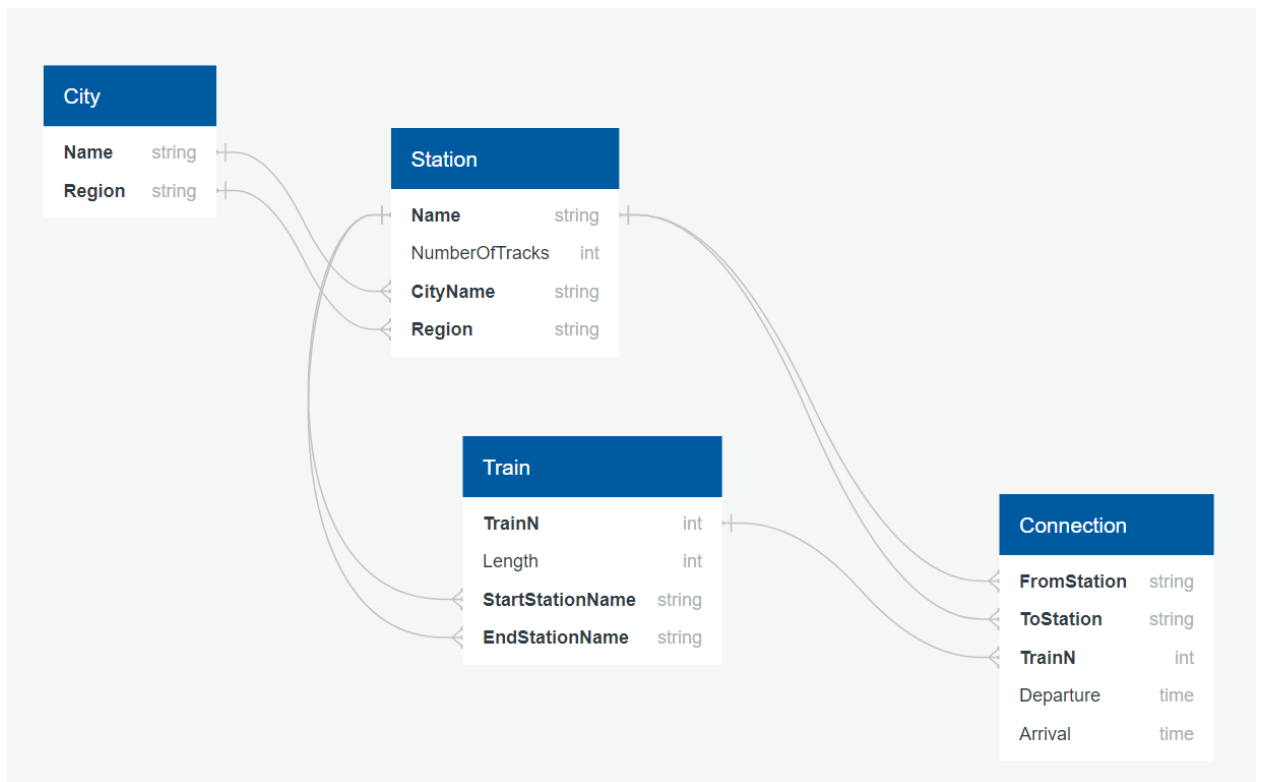 City
Name string
Region string
Station
Name string
NumberOfTracks int
CityName string
Region string
Train
TrainN int
Length int
StartStationName string
EndStationName string
Connection
FromStation string
ToStation string
TrainN int
Departure time
Arrival time